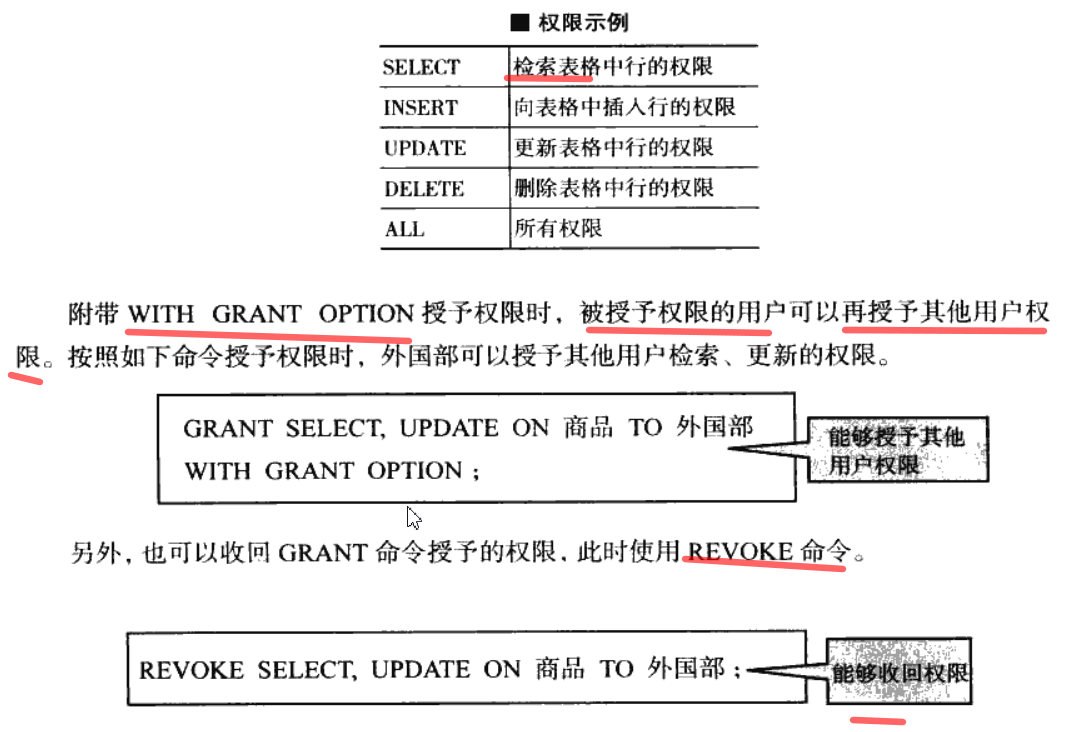 ■ 权限示例
SELECT 检索表格中行的权限
INSERT 向表格中插入行的权限
UPDATE 更新表格中行的权限
DELETE 删除表格中行的权限
ALL 所有权限
附带 WITH GRANT OPTION 授予权限时，被授予权限的用户可以再授予其他用户权
限。按照如下命令授予权限时，外国部可以授予其他用户检索、更新的权限。
GRANT SELECT, UPDATE ON 商品 TO 外国部
WITH GRANT OPTION ;
能够授予其他
用户权限
另外，也可以收回 GRANT 命令授予的权限，此时使用 REVOKE 命令。
REVOKE SELECT, UPDATE ON 商品 TO 外国部 ;
能够收回权限